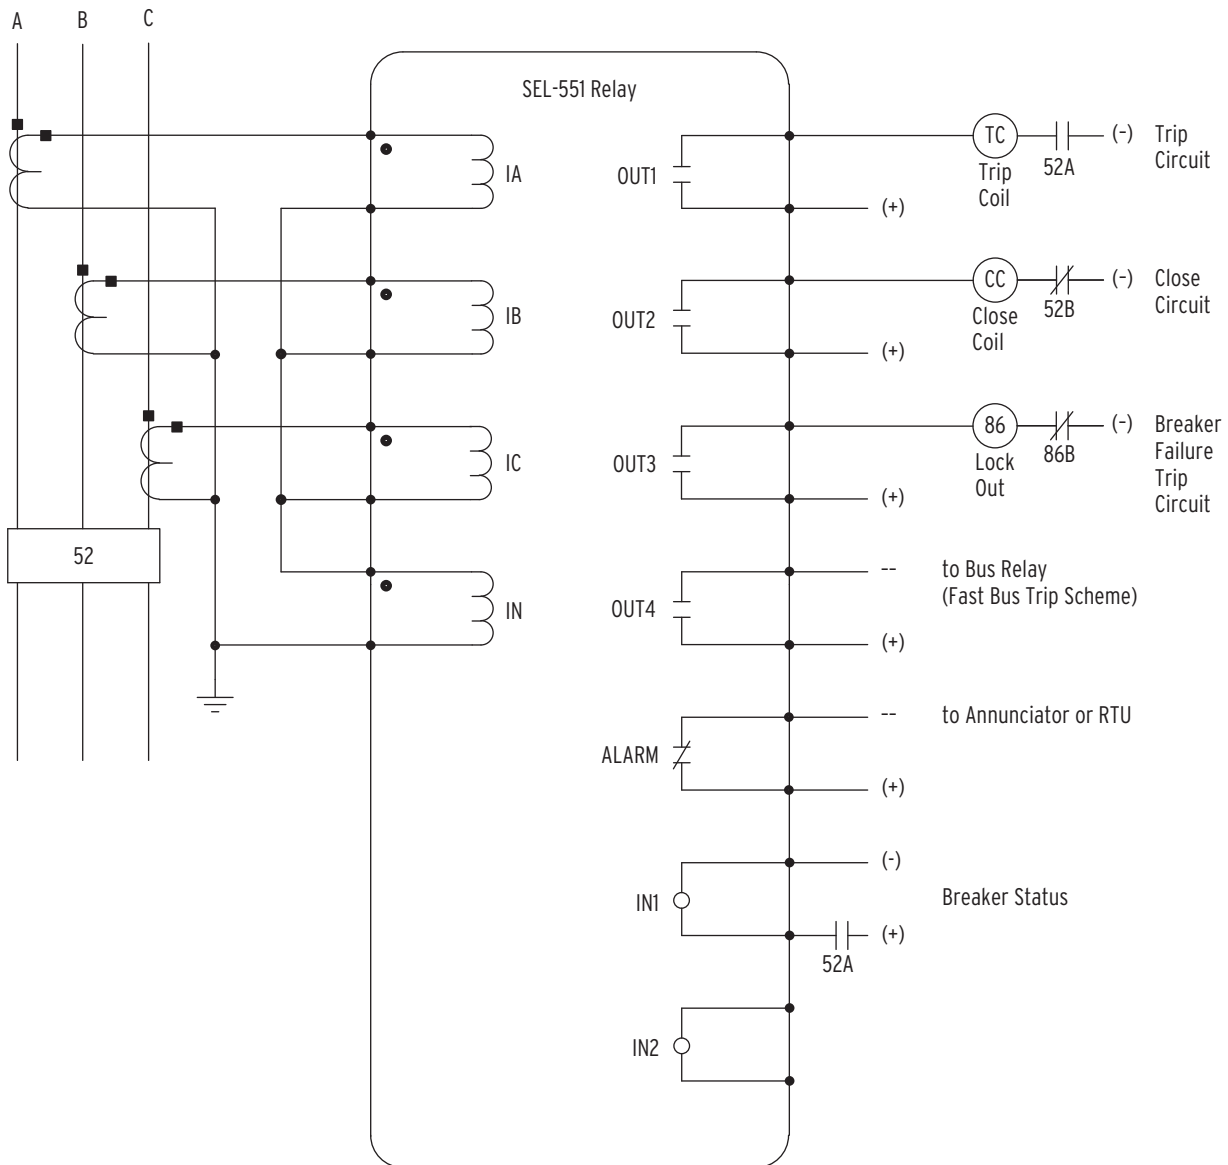 A B C
SEL-551 Relay
IA
OUT1
TC
Trip
Coil
52A
(-)
Trip
Circuit
(+)
IB
OUT2
CC
Close
Coil
52B
(-)
Close
Circuit
(+)
IC
OUT3
86
Lock
Out
86B
(-)
Breaker
Failure
Trip
Circuit
(+)
52
IN
OUT4
--
to Bus Relay
(Fast Bus Trip Scheme)
(+)
ALARM
--
to Annunciator or RTU
(+)
IN1
(-)
Breaker Status
52A
(+)
IN2